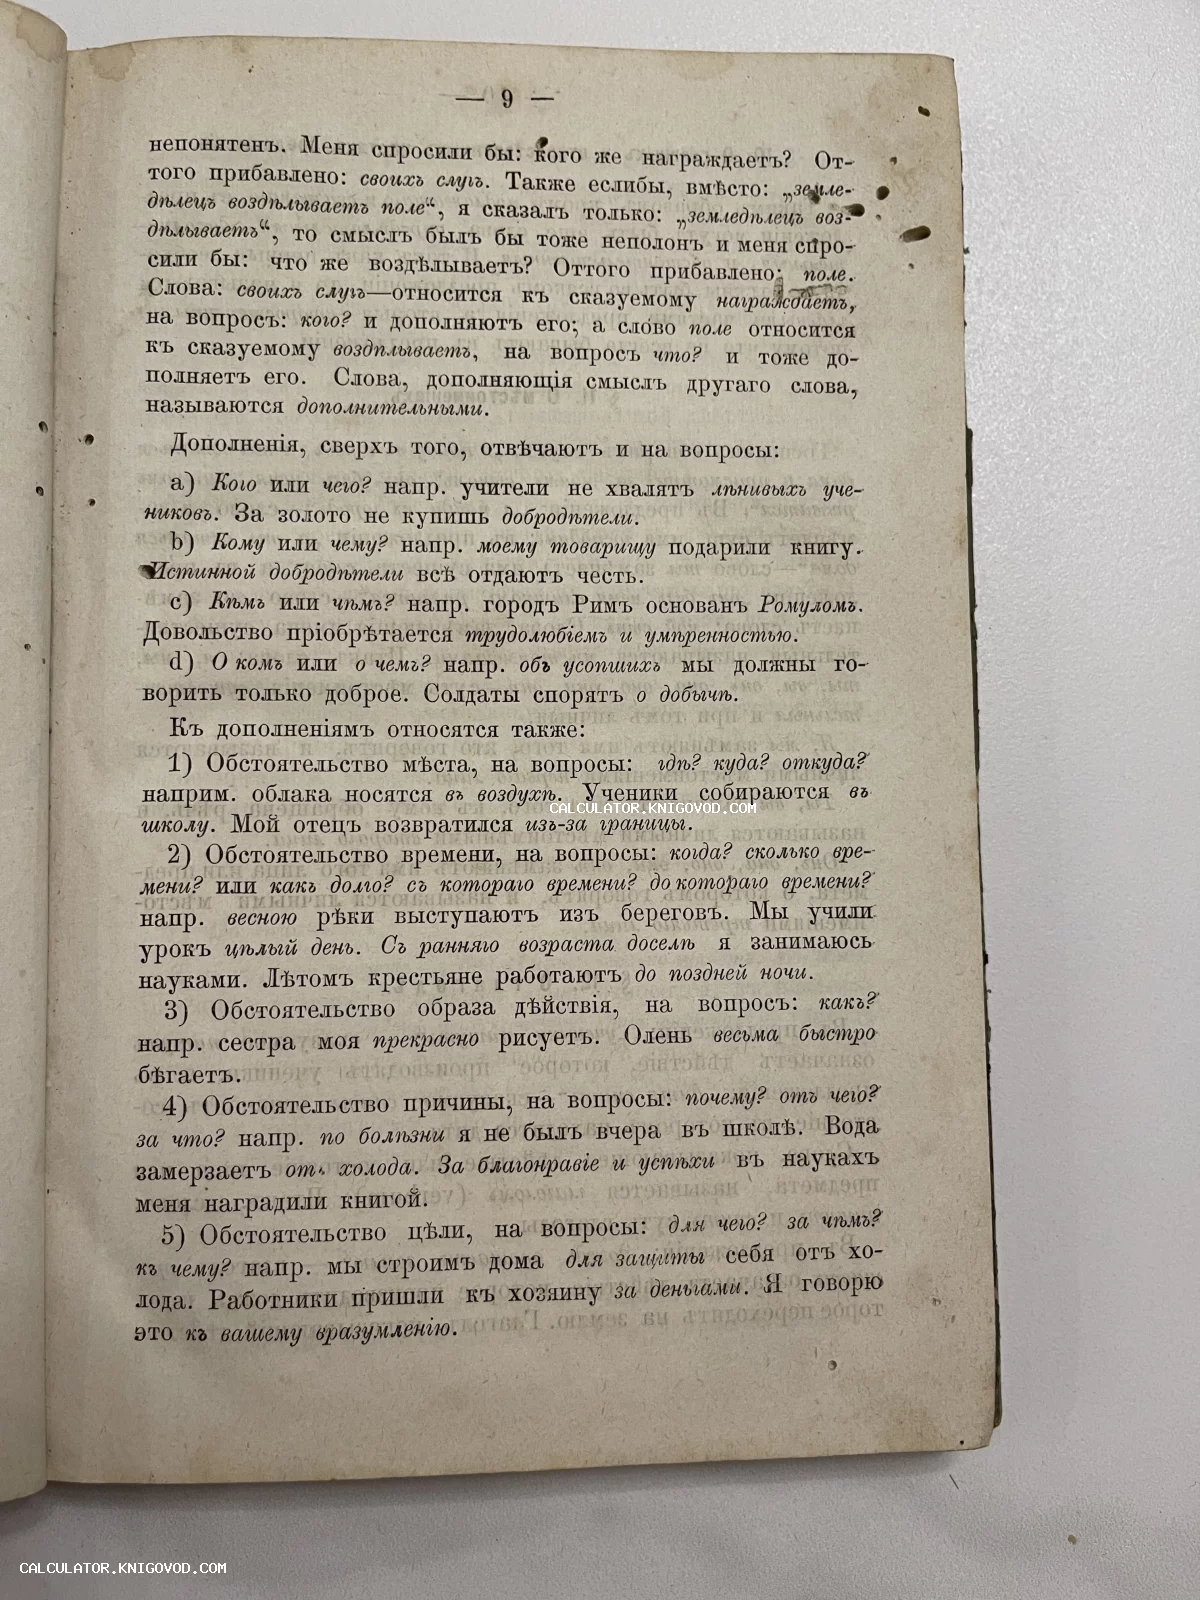 — 9 —
непонятенъ. Меня спросили бы: кого же награждаетъ? От-
того прибавлено: своихъ слугъ. Также еслибы, вмѣсто: „земле-
дѣлецъ воздѣлываетъ поле“, я сказалъ только: „земледѣлецъ воз-
дѣлываетъ“, то смыслъ былъ бы тоже неполонъ и меня спро-
сили бы: что же воздѣлываетъ? Оттого прибавлено: поле.
Слова: своихъ слугъ—относится къ сказуемому награждаетъ,
на вопросъ: кого? и дополняютъ его; а слово поле относится
къ сказуемому воздѣлываетъ, на вопросъ что? и тоже до-
полняетъ его. Слова, дополняющія смыслъ другаго слова,
называются дополнительными.
Дополненія, сверхъ того, отвѣчаютъ и на вопросы:
a) Кого или чего? напр. учители не хвалятъ лѣнивыхъ уче-
никовъ. За золото не купишь добродѣтели.
b) Кому или чему? напр. моему товарищу подарили книгу.
Истинной добродѣтели всѣ отдаютъ честь.
c) Кѣмъ или чѣмъ? напр. городъ Римъ основанъ Ромуломъ.
Довольство пріобрѣтается трудолюбіемъ и умѣренностью.
d) О комъ или о чемъ? напр. объ усопшихъ мы должны го-
ворить только доброе. Солдаты спорятъ о добычѣ.
Къ дополненіямъ относятся также:
1) Обстоятельство мѣста, на вопросы: гдѣ? куда? откуда?
наприм. облака носятся въ воздухѣ. Ученики собираются въ
школу. Мой отецъ возвратился изъ-за границы.
2) Обстоятельство времени, на вопросы: когда? сколько вре-
мени? или какъ долго? съ котораго времени? до котораго времени?
напр. весною рѣки выступаютъ изъ береговъ. Мы учили
урокъ цѣлый день. Съ ранняго возраста доселѣ я занимаюсь
науками. Лѣтомъ крестьяне работаютъ до поздней ночи.
3) Обстоятельство образа дѣйствія, на вопросъ: какъ?
напр. сестра моя прекрасно рисуетъ. Олень весьма быстро
бѣгаетъ.
4) Обстоятельство причины, на вопросы: почему? отъ чего?
за что? напр. по болѣзни я не былъ вчера въ школѣ. Вода
замерзаетъ отъ холода. За благонравіе и успѣхи въ наукахъ
меня наградили книгой.
5) Обстоятельство цѣли, на вопросы: для чего? за чѣмъ?
къ чему? напр. мы строимъ дома для защиты себя отъ хо-
лода. Работники пришли къ хозяину за деньгами. Я говорю
это къ вашему вразумленію.
CALCULATOR.KNIGOVOD.COM
CALCULATOR.KNIGOVOD.COM